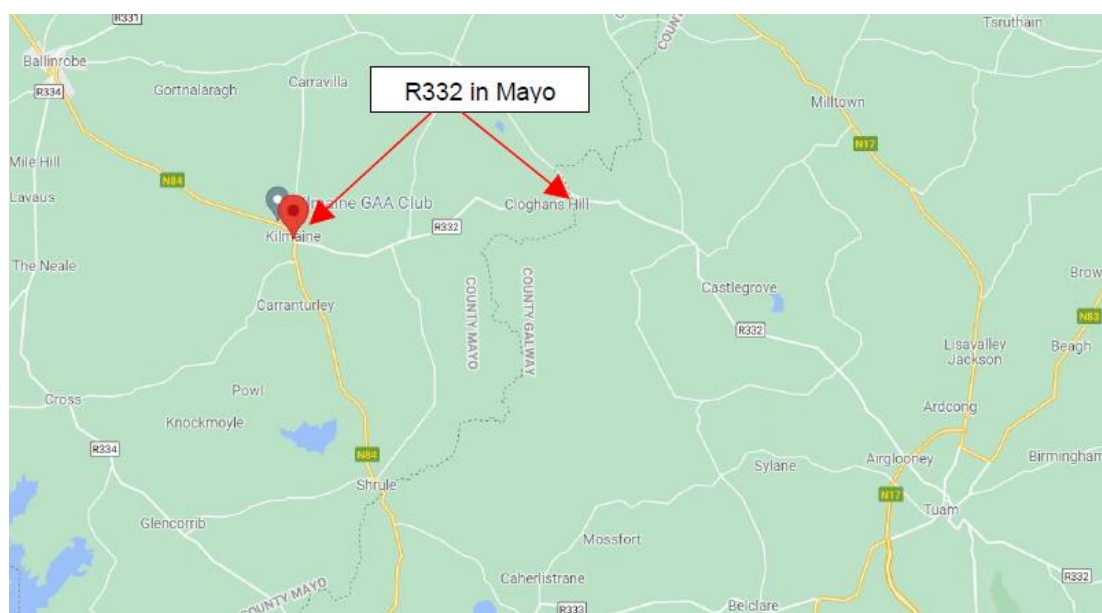 R331
Tsruthain
Ballinrobe
COUNTY
R334
Gortnalaragh
Carravilla
R332 in Mayo
Milltown
N17
Mile Hill
N84
Lavaus
Kilmaine GAA Club
Cloghans Hill
R332
Kilmaine
The Neale
Castlegrove
Brow
COUNTY MAYO
COUNTY GALWAY
Carranturley
R332
N83
Lisavalley
Jackson
Beagh
Cross
Powl
Knockmoyle
Ardcong
R334
N84
Sylane
Airglooney
Birmingham
Shrule
N17
Tuam
Glencorrib
Mossfort
Caherlistrane
R332
COUNTY MAYO
R333
Belclare